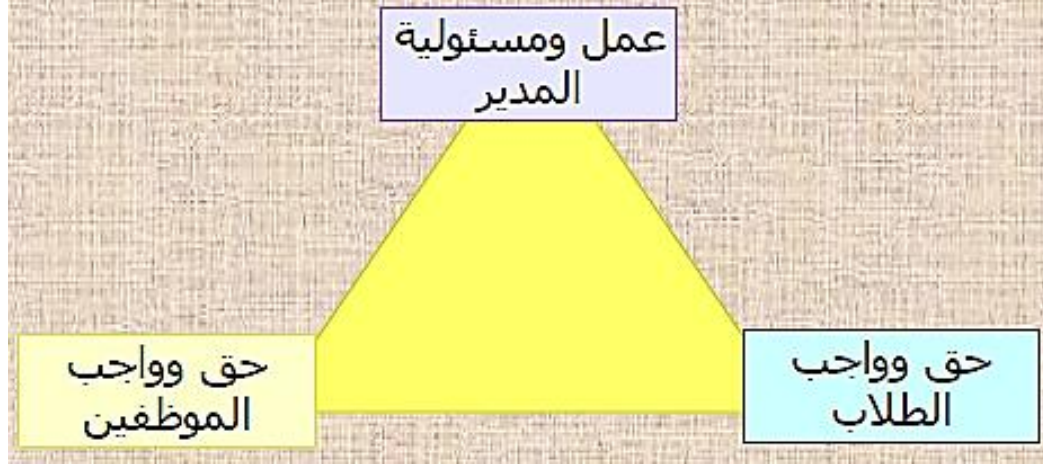 عمل ومسئولية
المدير
حق وواجب
الطلاب
حق وواجب
الموظفين